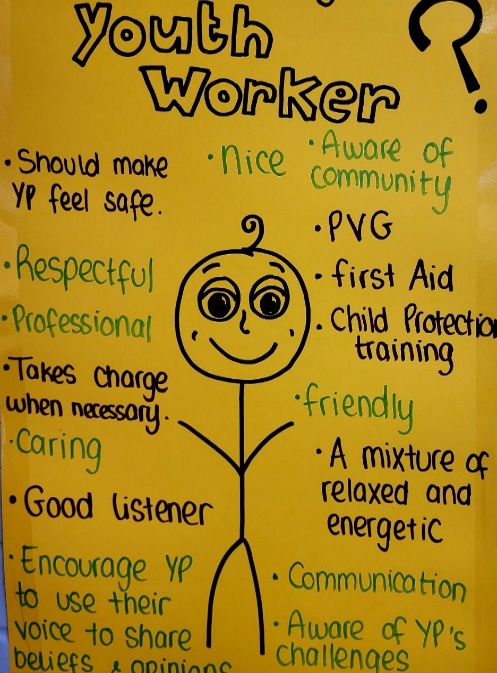 Youth
Worker ?
• Should make
YP feel safe.
• Respectful
• Professional
• Takes charge
when necessary.
• Caring
• Good listener
• Encourage YP
to use their
voice to share
beliefs & opinions
• nice
• Aware of
community
• PVG
• first Aid
• Child Protection
training
• friendly
• A mixture of
relaxed and
energetic
• Communication
• Aware of YP's
challenges